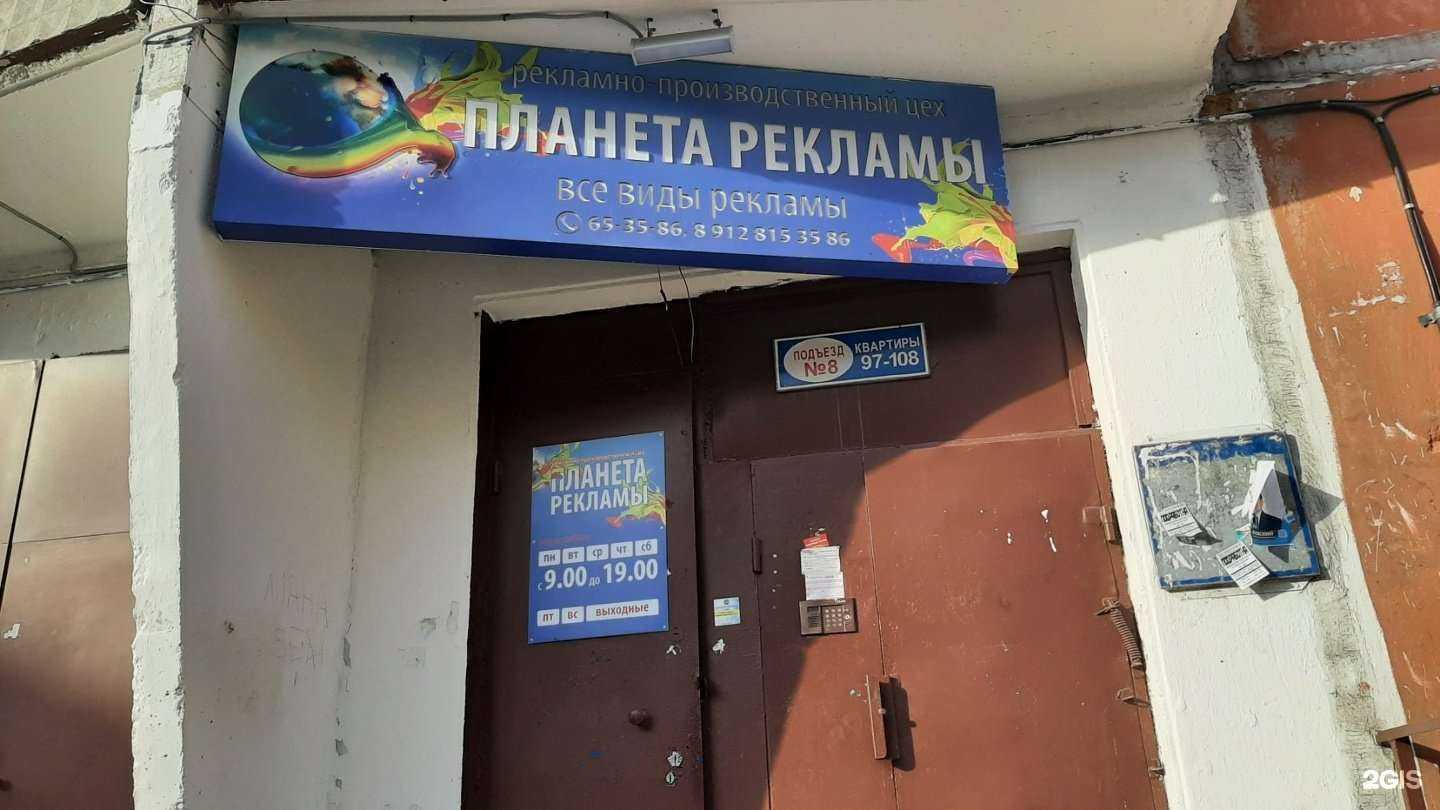 рекламно-производственный цех
ПЛАНЕТА РЕКЛАМЫ
все виды рекламы
65-35-86, 8 912 815 35 86
ПОДЪЕЗД №8
КВАРТИРЫ 97-108
ПЛАНЕТА
РЕКЛАМЫ
пн вт ср чт сб
с 9.00 до 19.00
пт вс выходные
2GIS